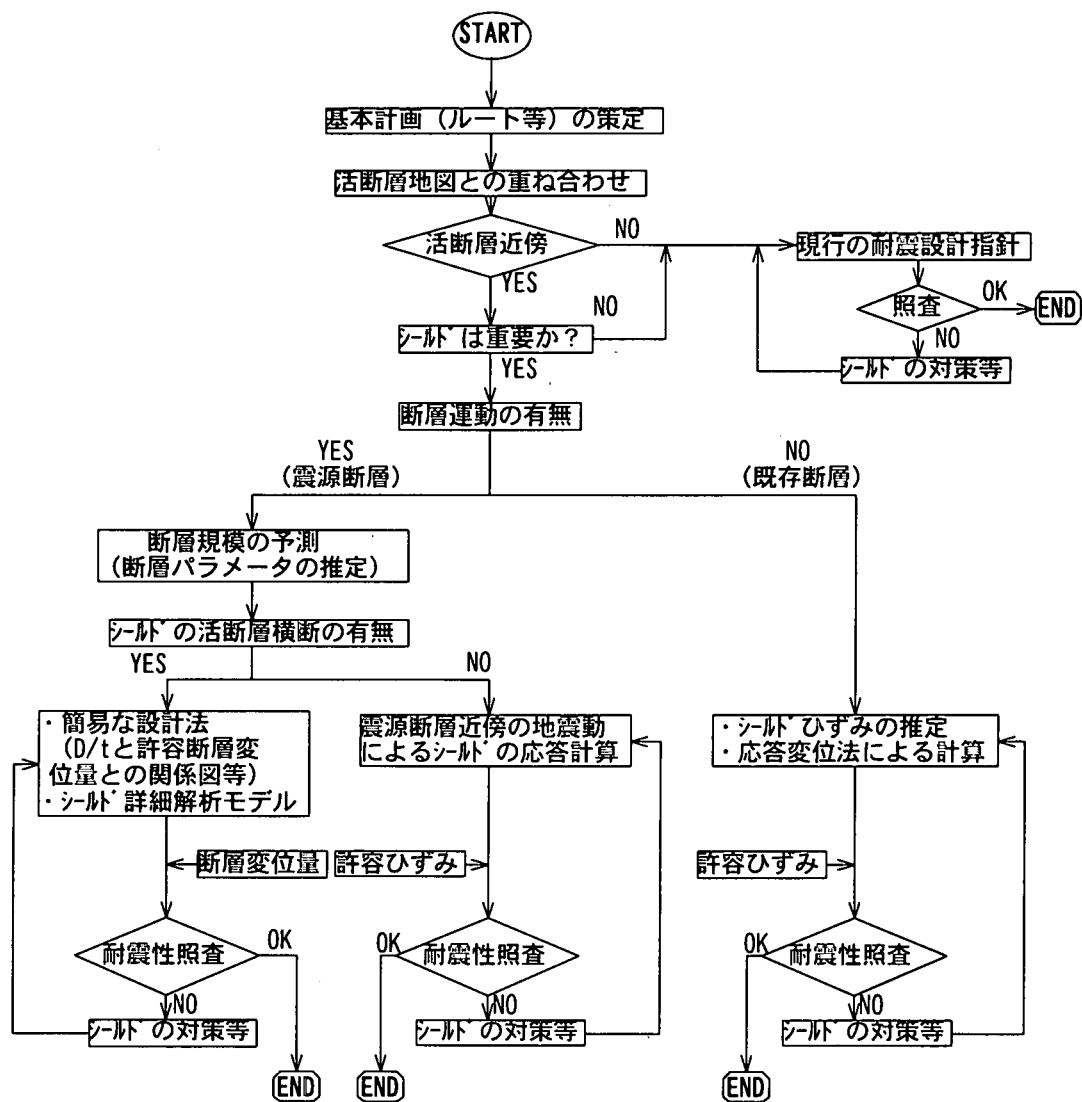 START
基本計画（ルート等）の策定
活断層地図との重ね合わせ
活断層近傍
NO
現行の耐震設計指針
YES
照査
OK
END
NO
ｼｰﾙﾄﾞは重要か？
NO
ｼｰﾙﾄﾞの対策等
YES
断層運動の有無
YES
（震源断層）
NO
（既存断層）
断層規模の予測
（断層パラメータの推定）
ｼｰﾙﾄﾞの活断層横断の有無
YES
NO
・簡易な設計法
（D/tと許容断層変
位量との関係図等）
・ｼｰﾙﾄﾞ詳細解析モデル
震源断層近傍の地震動
によるｼｰﾙﾄﾞの応答計算
・ｼｰﾙﾄﾞひずみの推定
・応答変位法による計算
断層変位量
許容ひずみ
許容ひずみ
耐震性照査
OK
NO
ｼｰﾙﾄﾞの対策等
END
OK
耐震性照査
NO
ｼｰﾙﾄﾞの対策等
END
OK
耐震性照査
NO
ｼｰﾙﾄﾞの対策等
END